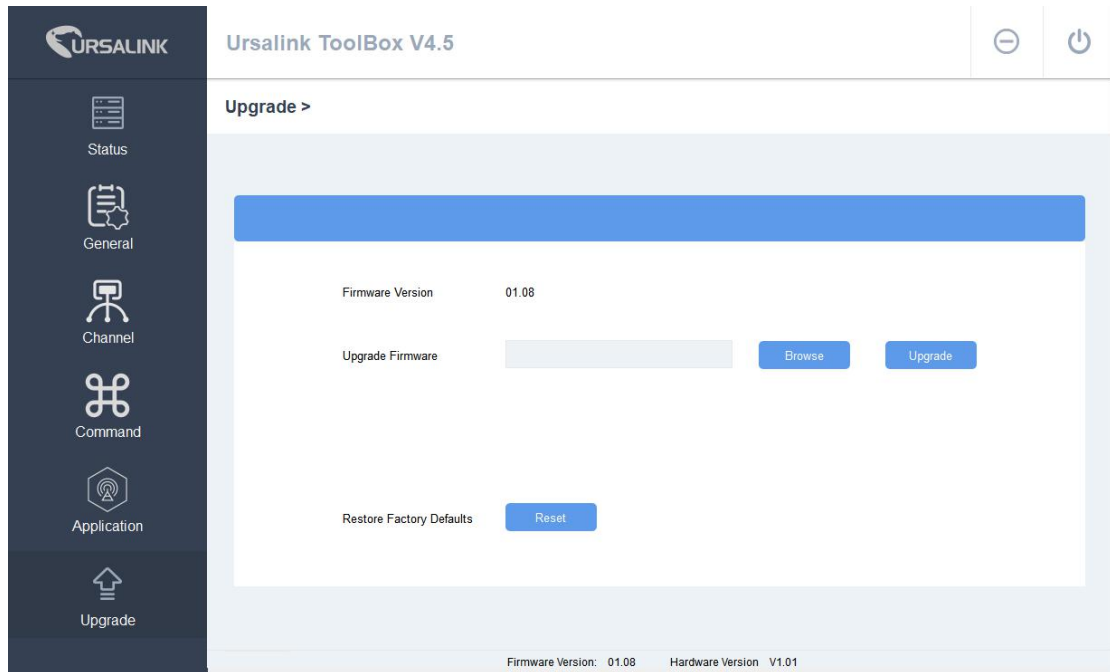 URSALINK
Ursalink ToolBox V4.5
Status
General
Channel
Command
Application
Upgrade
Upgrade >
Firmware Version 01.08
Upgrade Firmware Browse Upgrade
Restore Factory Defaults Reset
Firmware Version: 01.08 Hardware Version V1.01